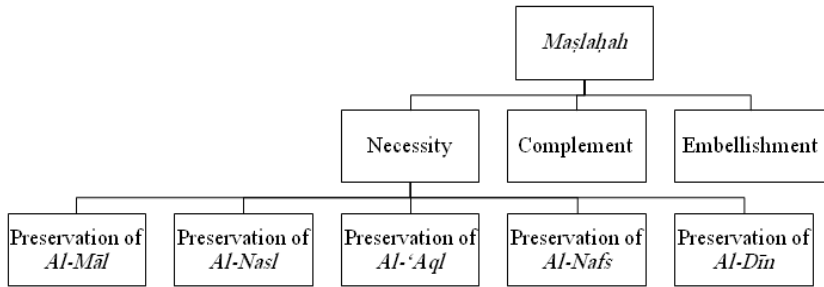 Maṣlaḥah
Necessity
Complement
Embellishment
Preservation of
Al-Māl
Preservation of
Al-Nasl
Preservation of
Al-‘Aql
Preservation of
Al-Nafs
Preservation of
Al-Dīn